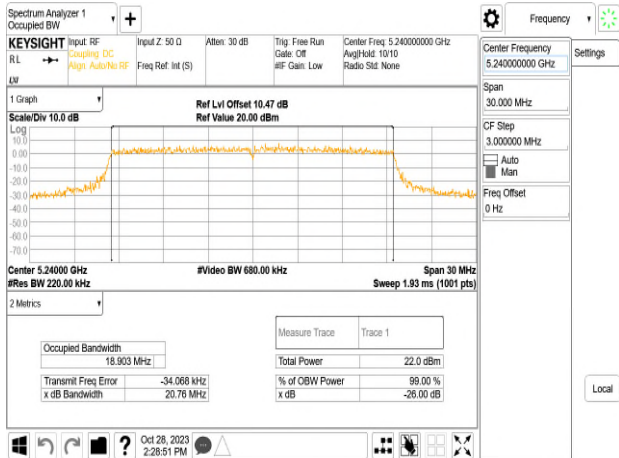 Spectrum Analyzer 1
Occupied BW
+
Frequency
KEYSIGHT
RL
Input: RF
Coupling: DC
Align: Auto/No RF
Input Z: 50 Ω
Freq Ref: Int (S)
Atten: 30 dB
Trig: Free Run
Gate: Off
#IF Gain: Low
Center Freq: 5.240000000 GHz
Avg|Hold: 10/10
Radio Std: None
Center Frequency
5.240000000 GHz
Settings
Span
30.000 MHz
CF Step
3.000000 MHz
Auto
Man
Freq Offset
0 Hz
1 Graph
Scale/Div 10.0 dB
Ref Lvl Offset 10.47 dB
Ref Value 20.00 dBm
Log
10.0
0.00
-10.0
-20.0
-30.0
-40.0
-50.0
-60.0
-70.0
Center 5.24000 GHz
#Video BW 680.00 kHz
Span 30 MHz
#Res BW 220.00 kHz
Sweep 1.93 ms (1001 pts)
2 Metrics
Measure Trace Trace 1
Occupied Bandwidth
18.903 MHz
Total Power 22.0 dBm
Transmit Freq Error -34.068 kHz
% of OBW Power 99.00 %
x dB Bandwidth 20.76 MHz
x dB -26.00 dB
Local
?
Oct 28, 2023
2:28:51 PM